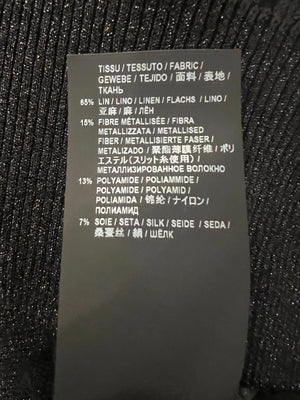 TISSU / TESSUTO / FABRIC /
GEWEBE / TEJIDO / 面料 / 表地 /
ТКАНЬ
65% LIN / LINO / LINEN / FLACHS / LINO /
亚麻 / 麻 / ЛЁН
15% FIBRE MÉTALLISÉE / FIBRA
METALLIZZATA / METALLISED
FIBER / METALLISIERTE FASER /
METALIZADO / 聚酯薄膜纤维 / ポリ
エステル(スリット糸使用) /
МЕТАЛЛИЗИРОВАННОЕ ВОЛОКНО
13% POLYAMIDE / POLIAMMIDE /
POLYAMIDE / POLYAMID /
POLIAMIDA / 锦纶 / ナイロン /
ПОЛИАМИД
7% SOIE / SETA / SILK / SEIDE / SEDA /
桑蚕丝 / 絹 / ШЁЛК